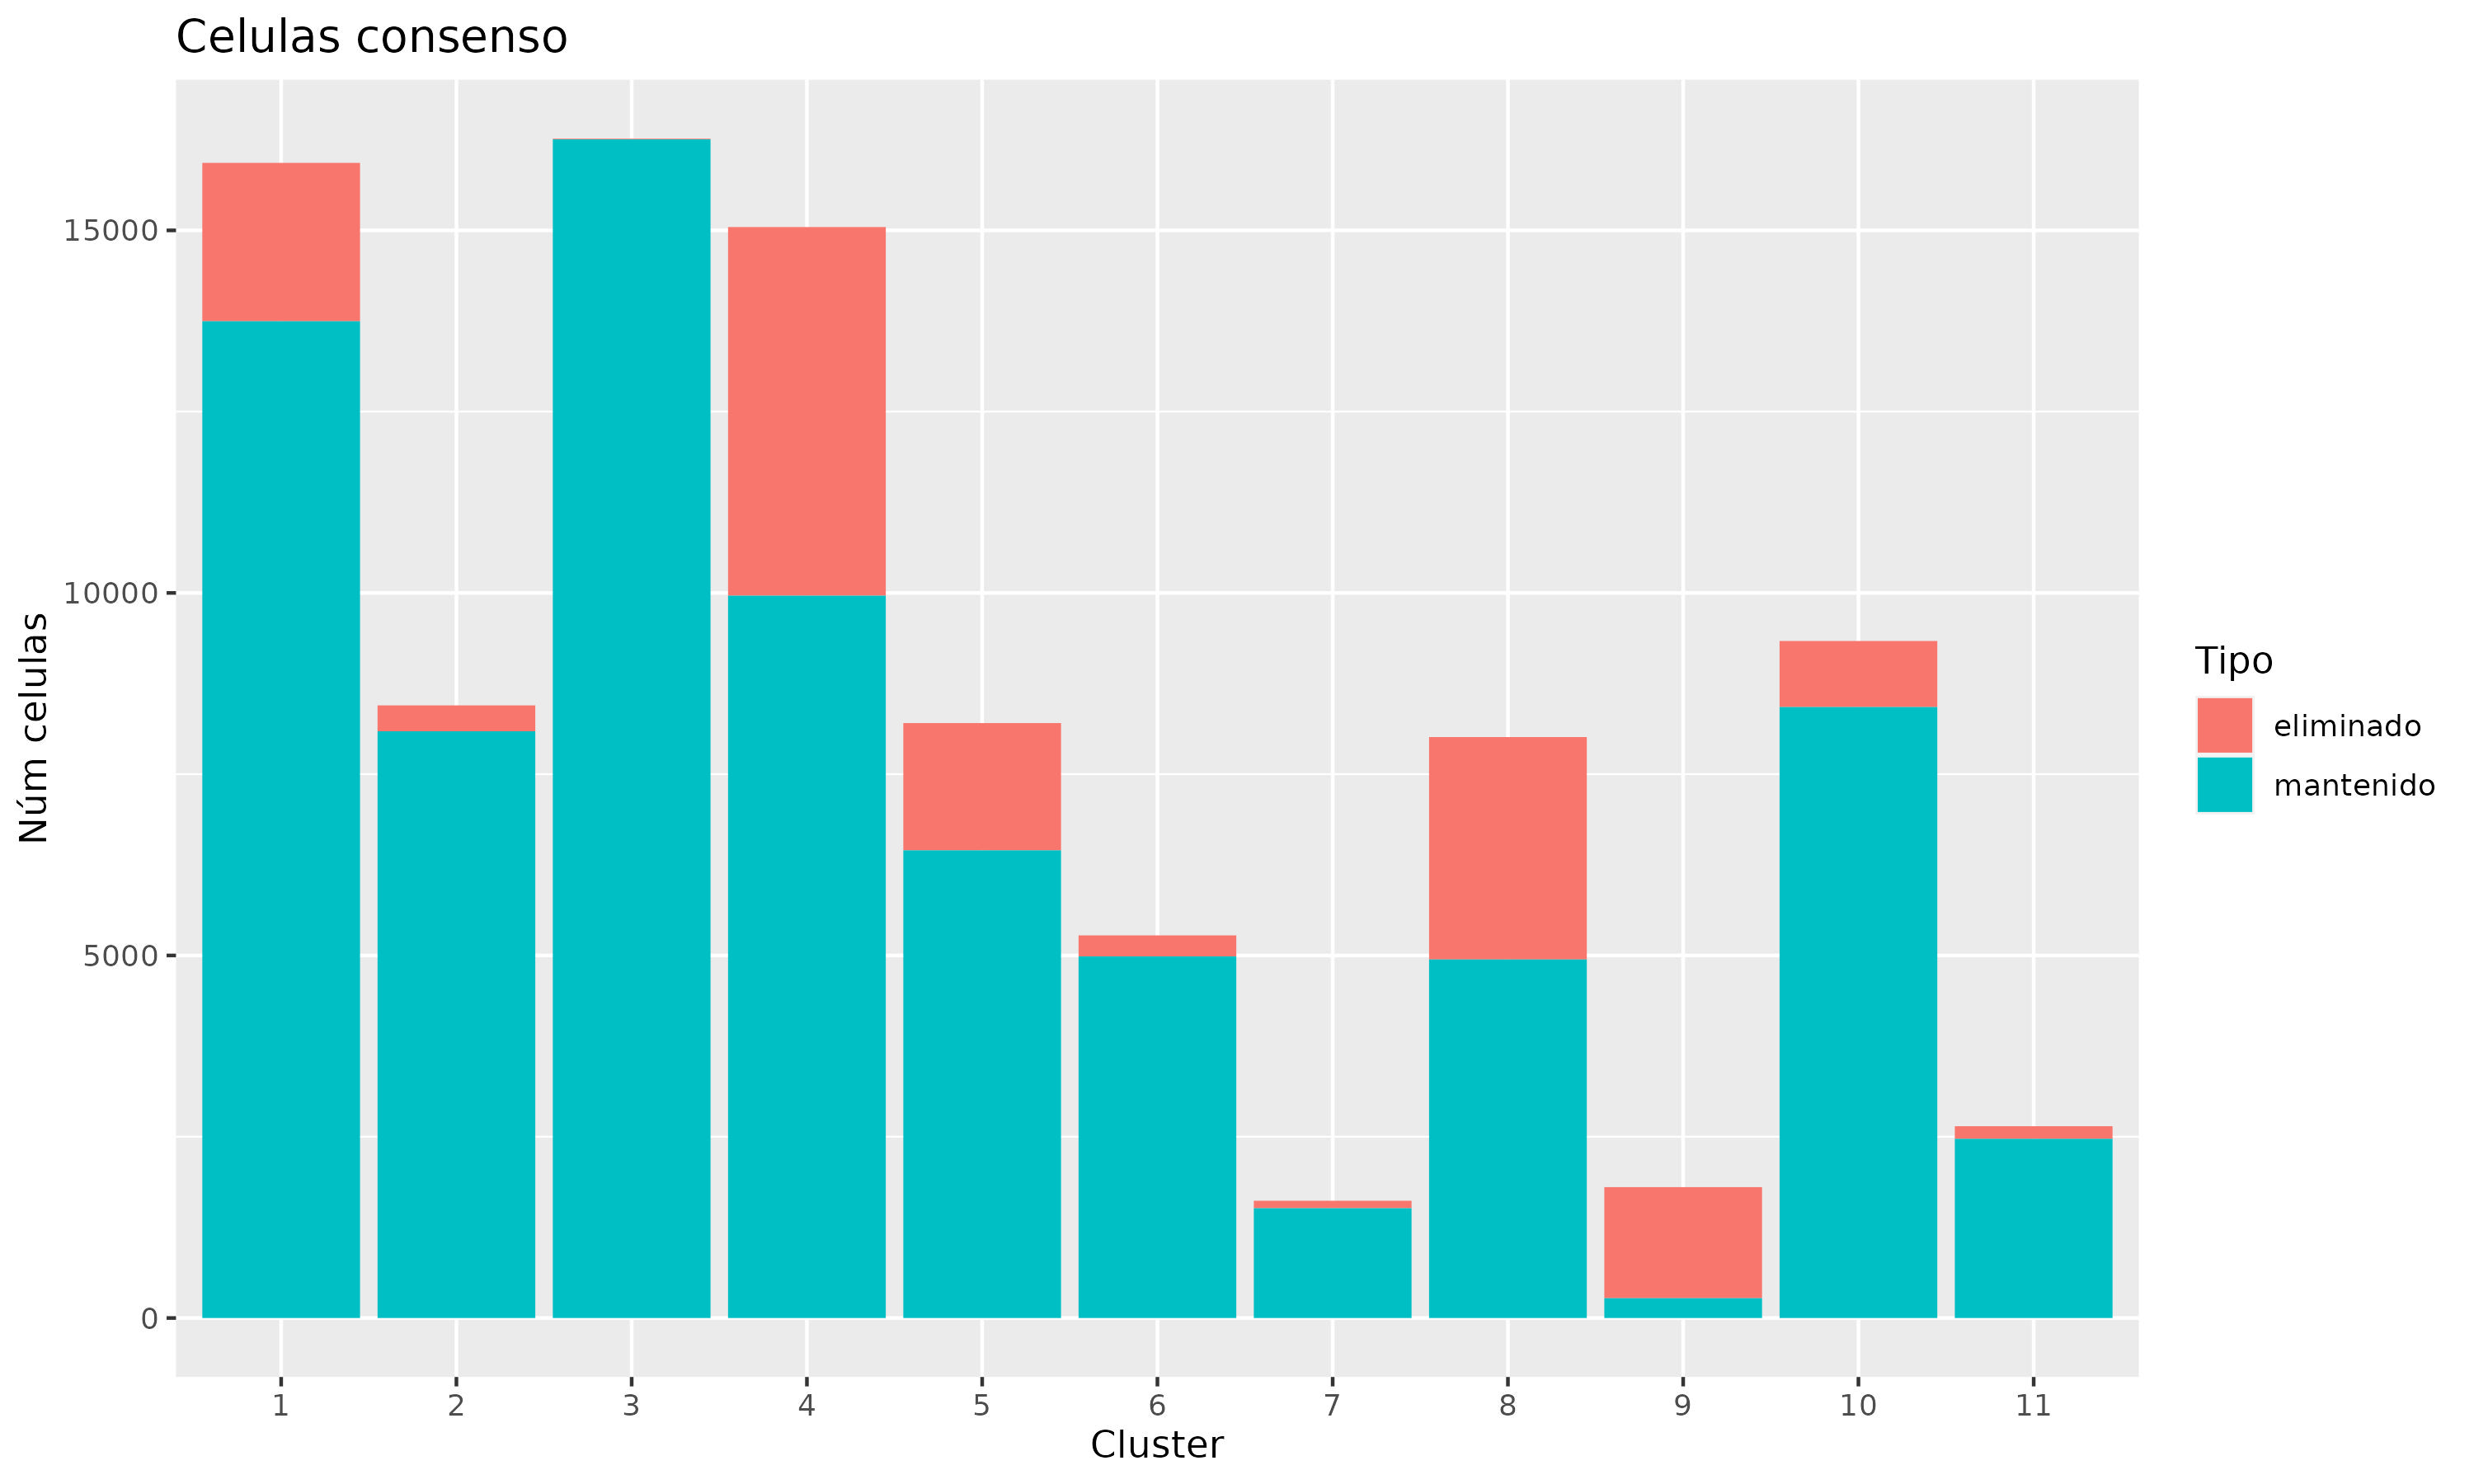 Celulas consenso
Núm celulas
15000
10000
5000
0
1 2 3 4 5 6 7 8 9 10 11
Cluster
Tipo
eliminado
mantenido